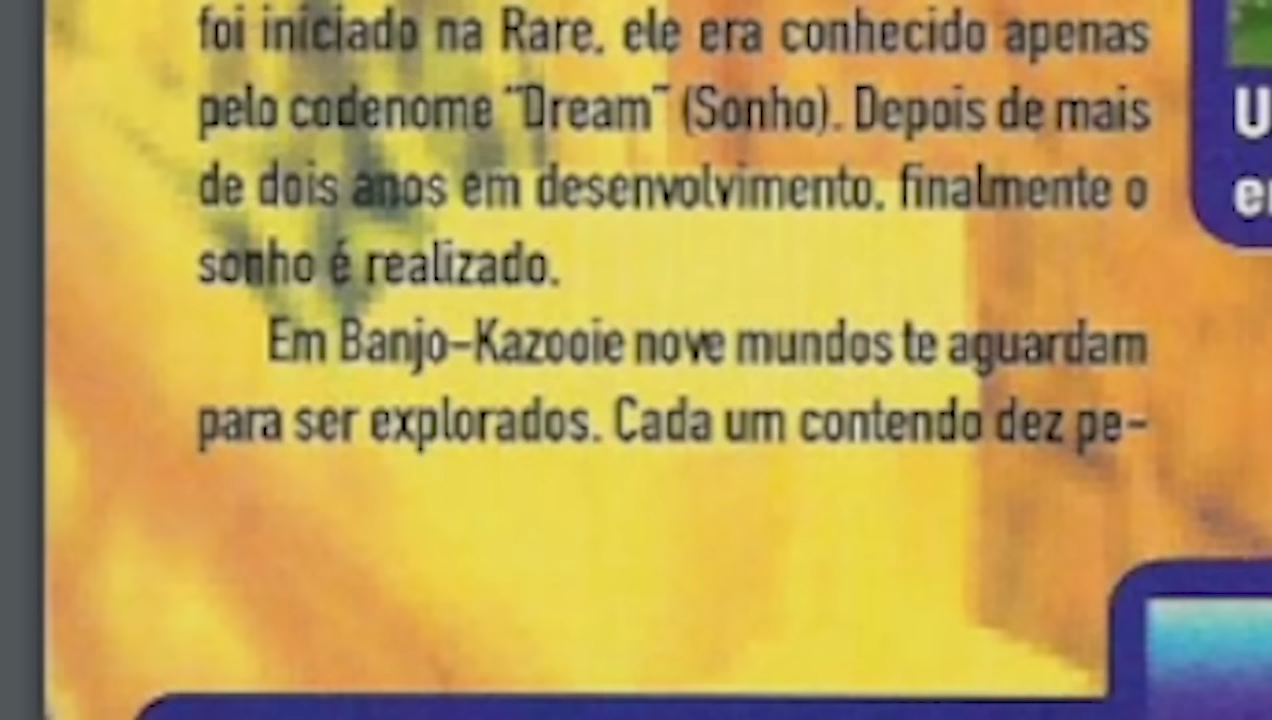 foi iniciado na Rare, ele era conhecido apenas
pelo codenome "Dream" (Sonho). Depois de mais
de dois anos em desenvolvimento, finalmente o
sonho é realizado.
Em Banjo-Kazooie nove mundos te aguardam
para ser explorados. Cada um contendo dez pe-